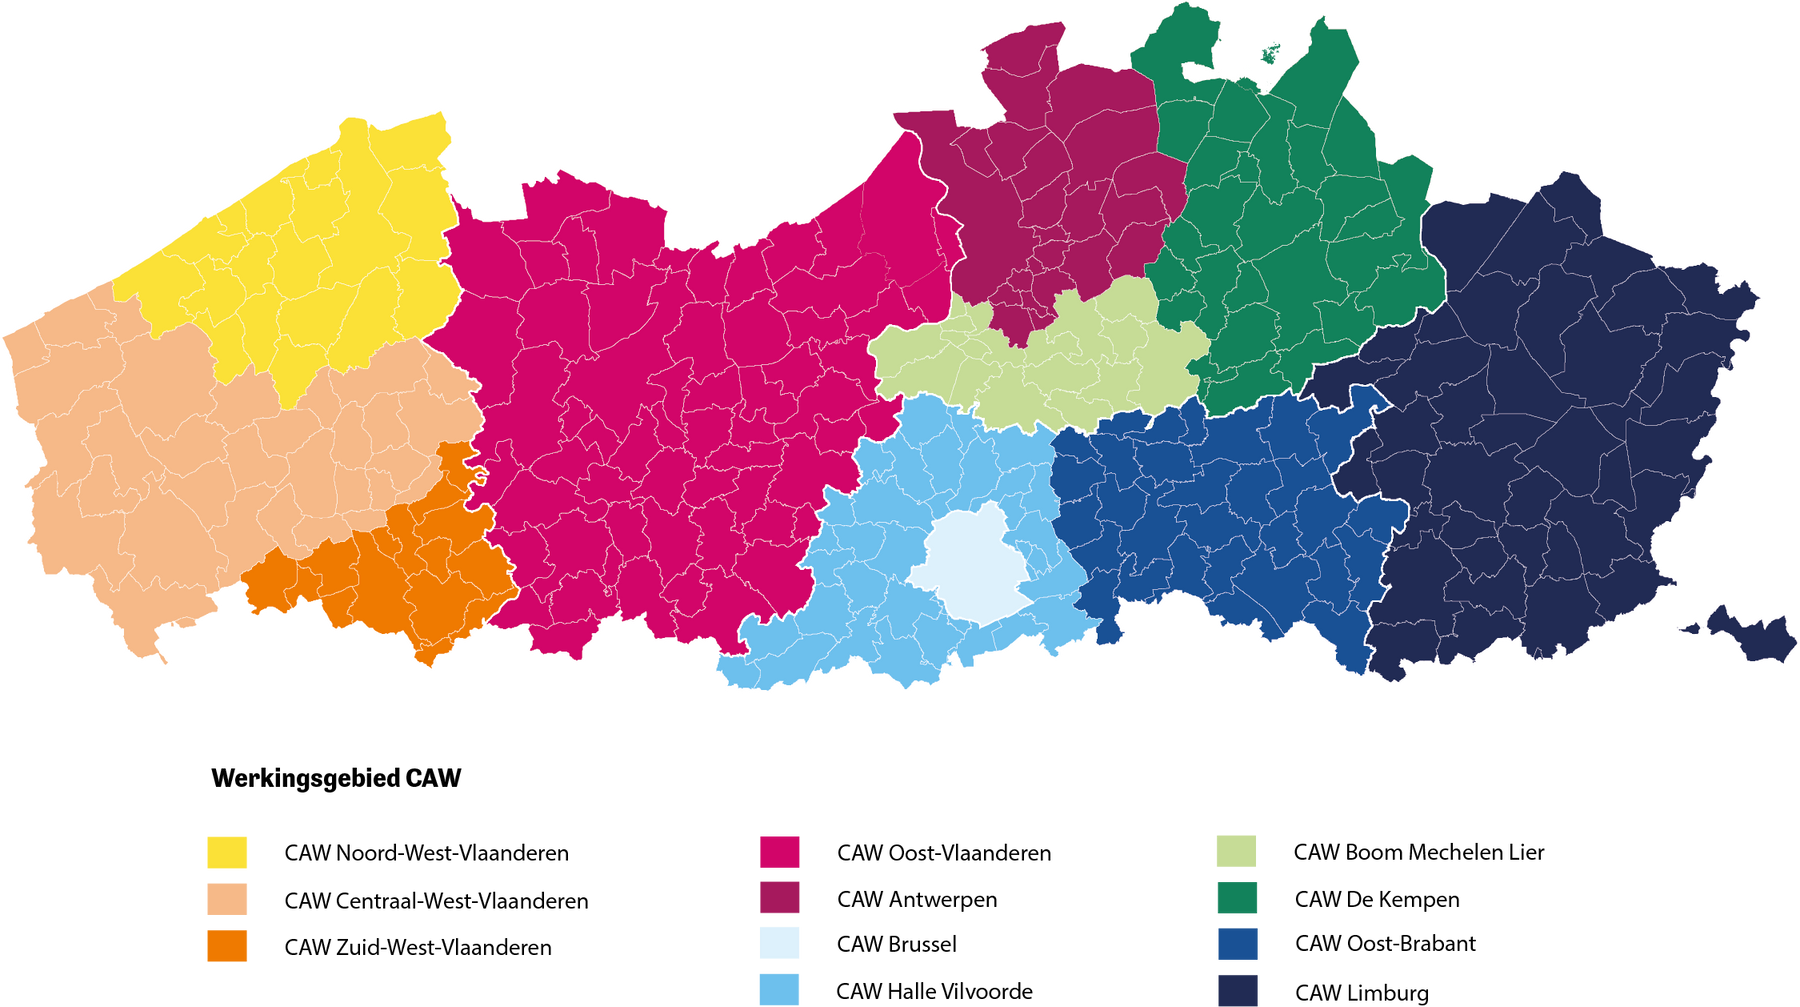 Werkingsgebied CAW
CAW Noord-West-Vlaanderen
CAW Centraal-West-Vlaanderen
CAW Zuid-West-Vlaanderen
CAW Oost-Vlaanderen
CAW Antwerpen
CAW Brussel
CAW Halle Vilvoorde
CAW Boom Mechelen Lier
CAW De Kempen
CAW Oost-Brabant
CAW Limburg